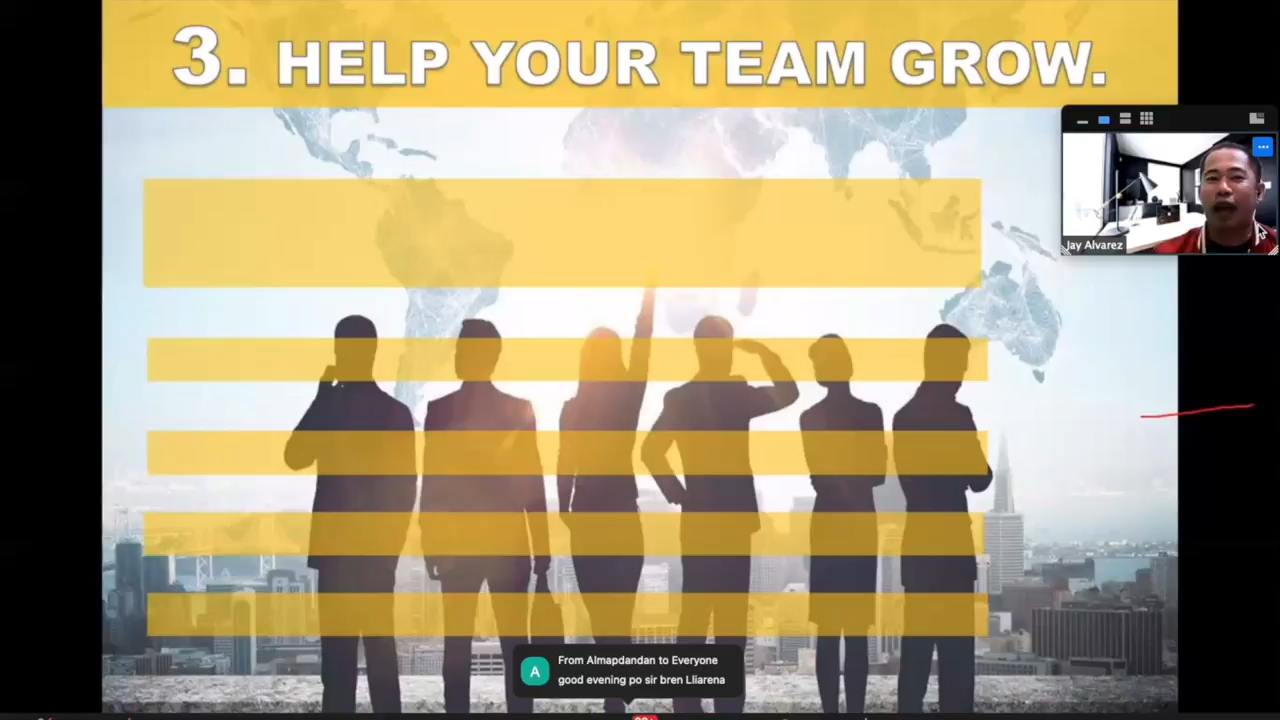 3. HELP YOUR TEAM GROW.
Jay Alvarez
A
From Almapdandan to Everyone
good evening po sir bren Lliarena